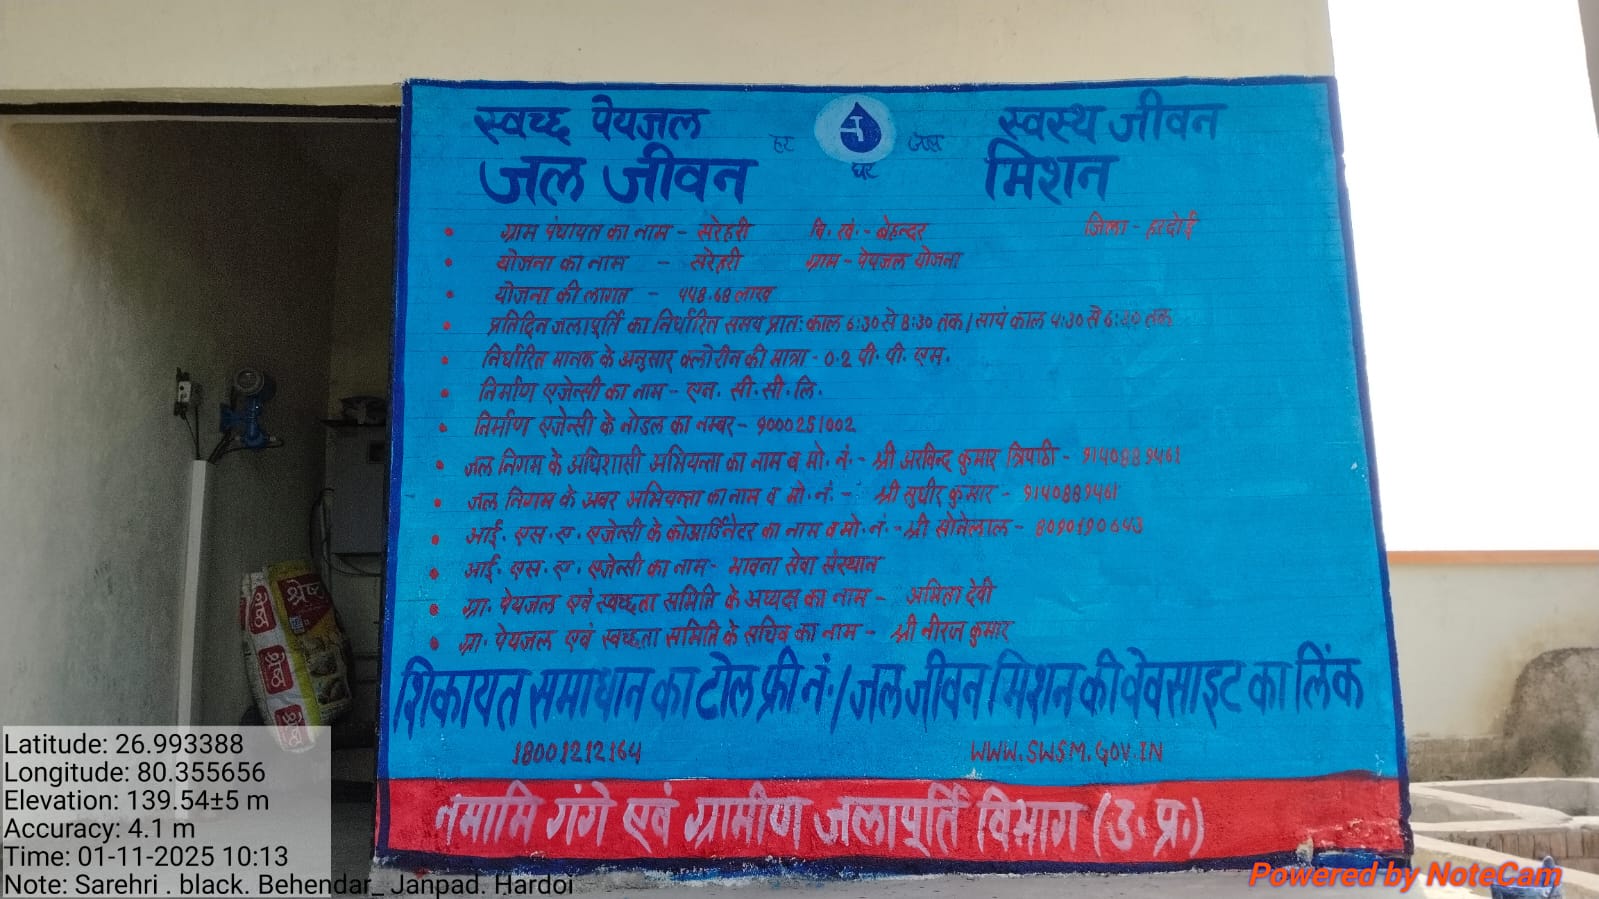 स्वच्छ पेयजल
स्वस्थ जीवन
हर
घर
जल
जल जीवन
मिशन
• ग्राम पंचायत का नाम - सरेहरी वि. खं.- बेहन्दर जिला - हरदोई
• योजना का नाम - सरेहरी ग्राम - पेयजल योजना
• योजना की लागत - ५५8.68 लाख
• प्रतिदिन जलापूर्ति का निर्धारित समय प्रातः काल 6:30 से 8:30 तक / सायं काल 4:30 से 6:30 तक
• निर्धारित मानक के अनुसार क्लोरीन की मात्रा - 0.2 पी. पी. एम.
• निर्माण एजेन्सी का नाम - एन. सी. सी. लि.
• निर्माण एजेन्सी के नोडल का नम्बर - 9000251002
• जल निगम के अधिशासी अभियन्ता का नाम व मो. नं. - श्री अरविन्द कुमार त्रिपाठी - 9140889461
• जल निगम के अवर अभियन्ता का नाम व मो. नं. - श्री सुधीर कुमार - 9140889461
• आई. एस. ए. एजेन्सी के कोआर्डिनेटर का नाम व मो. नं. - श्री सोनेलाल - 8090190643
• आई. एस. ए. एजेन्सी का नाम - भावना सेवा संस्थान
• ग्रा. पेयजल एवं स्वच्छता समिति के अध्यक्ष का नाम - अमिता देवी
• ग्रा. पेयजल एवं स्वच्छता समिति के सचिव का नाम - श्री नीरज कुमार
शिकायत समाधान का टोल फ्री नं. / जल जीवन मिशन की वेवसाइट का लिंक
18001212164 WWW.SWSM.GOV.IN
नमामि गंगे एवं ग्रामीण जलापूर्ति विभाग (उ. प्र.)
श्रेष्ठ
श्रेष्ठ
श्रेष्ठ
श्रेष्ठ
Latitude: 26.993388
Longitude: 80.355656
Elevation: 139.54±5 m
Accuracy: 4.1 m
Time: 01-11-2025 10:13
Note: Sarehri . black. Behendar_ Janpad. Hardoi
Powered by NoteCam